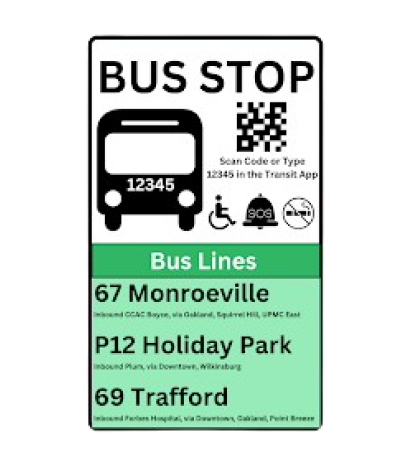 BUS STOP
12345
Scan Code or Type
12345 in the Transit App
SOS
Bus Lines
67 Monroeville
Inbound CCAC Boyce, via Oakland, Squirrel Hill, UPMC East
P12 Holiday Park
Inbound Plum, via Downtown, Wilkinsburg
69 Trafford
Inbound Forbes Hospital, via Downtown, Oakland, Point Breeze